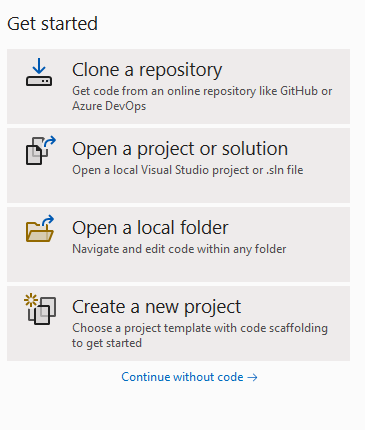 Get started
Clone a repository
Get code from an online repository like GitHub or
Azure DevOps
Open a project or solution
Open a local Visual Studio project or .sln file
Open a local folder
Navigate and edit code within any folder
Create a new project
Choose a project template with code scaffolding
to get started
Continue without code →